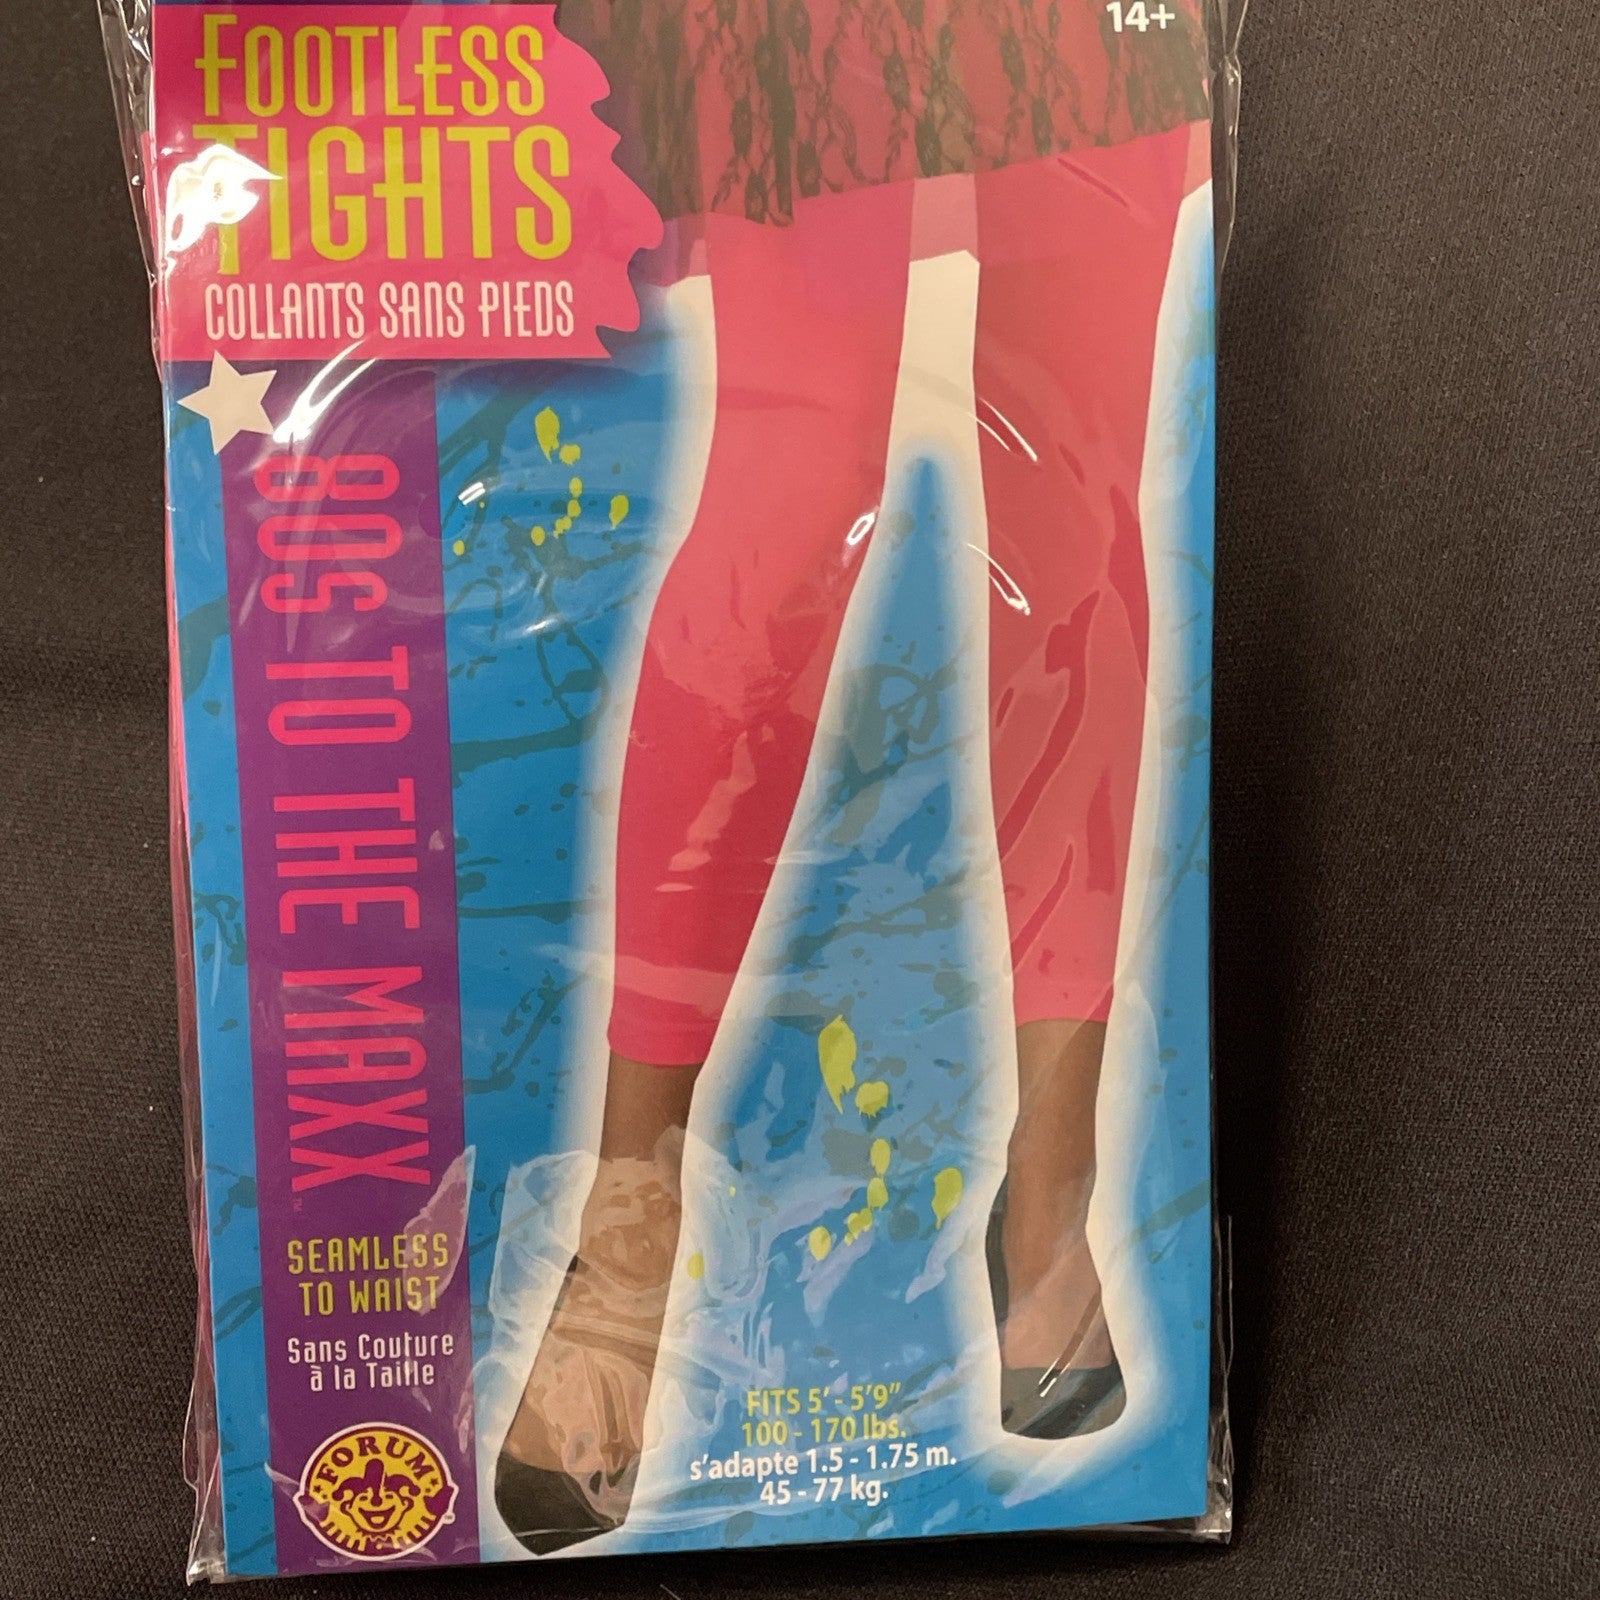 14+
FOOTLESS
TIGHTS
COLLANTS SANS PIEDS
80S TO THE MAXX™
SEAMLESS
TO WAIST
Sans Couture
à la Taille
FORUM
FITS 5' - 5'9"
100 - 170 lbs.
s'adapte 1.5 - 1.75 m.
45 - 77 kg.